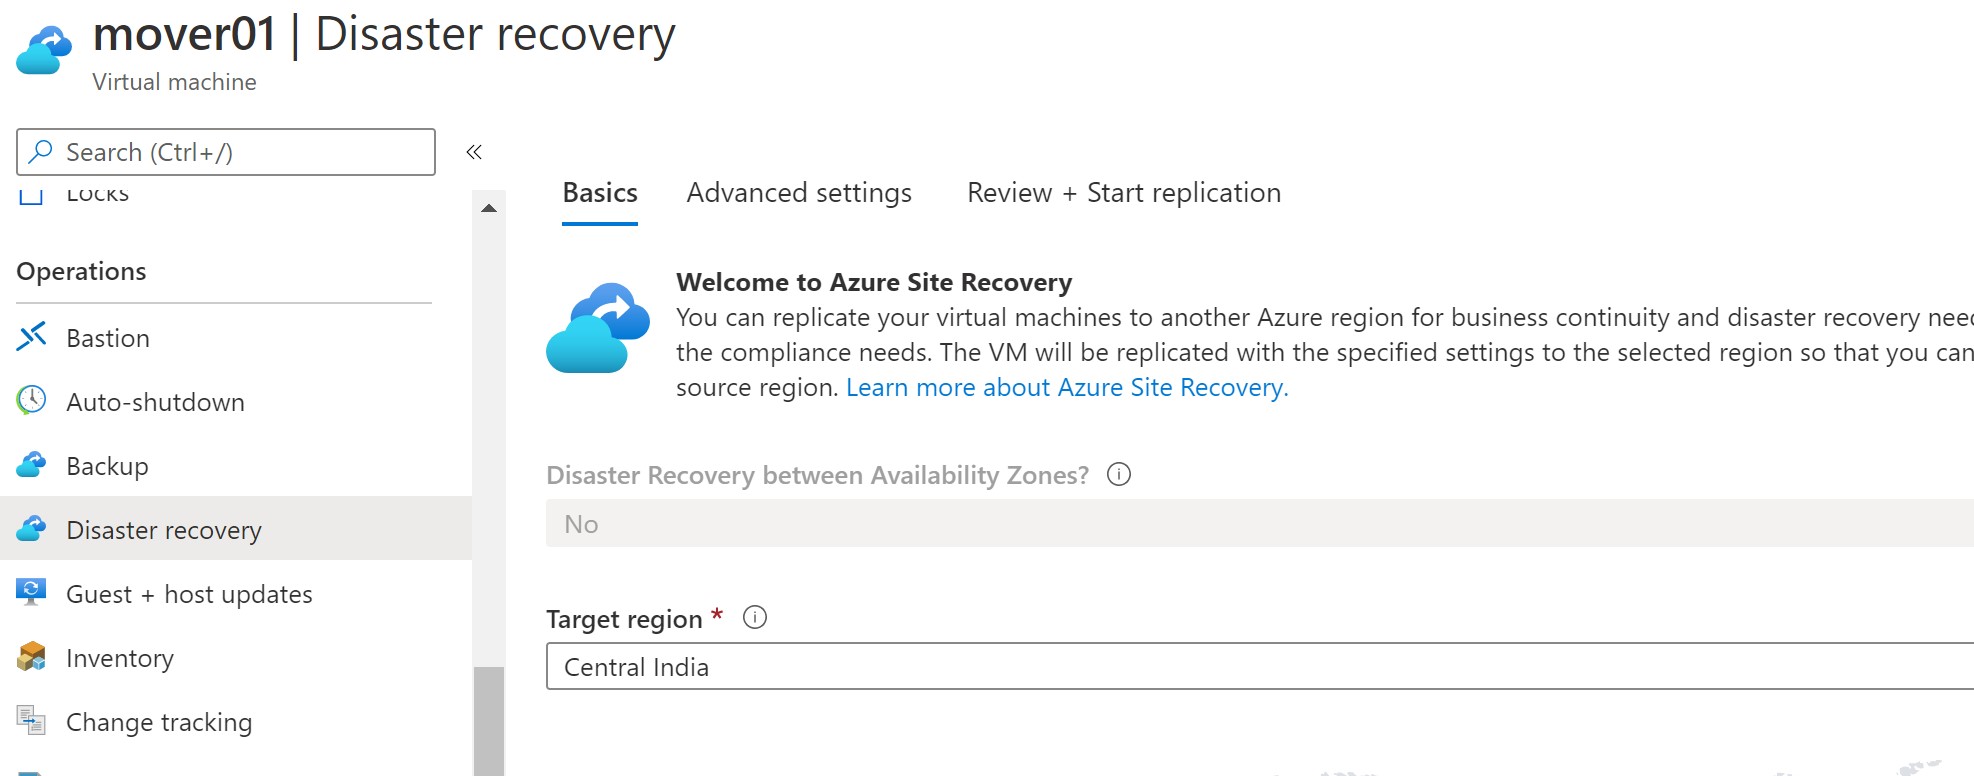 mover01 | Disaster recovery
Virtual machine
Search (Ctrl+/)
«
Locks
Operations
Bastion
Auto-shutdown
Backup
Disaster recovery
Guest + host updates
Inventory
Change tracking
Basics
Advanced settings
Review + Start replication
Welcome to Azure Site Recovery
You can replicate your virtual machines to another Azure region for business continuity and disaster recovery
the compliance needs. The VM will be replicated with the specified settings to the selected region so that you can
source region. Learn more about Azure Site Recovery.
Disaster Recovery between Availability Zones?
No
Target region *
Central India